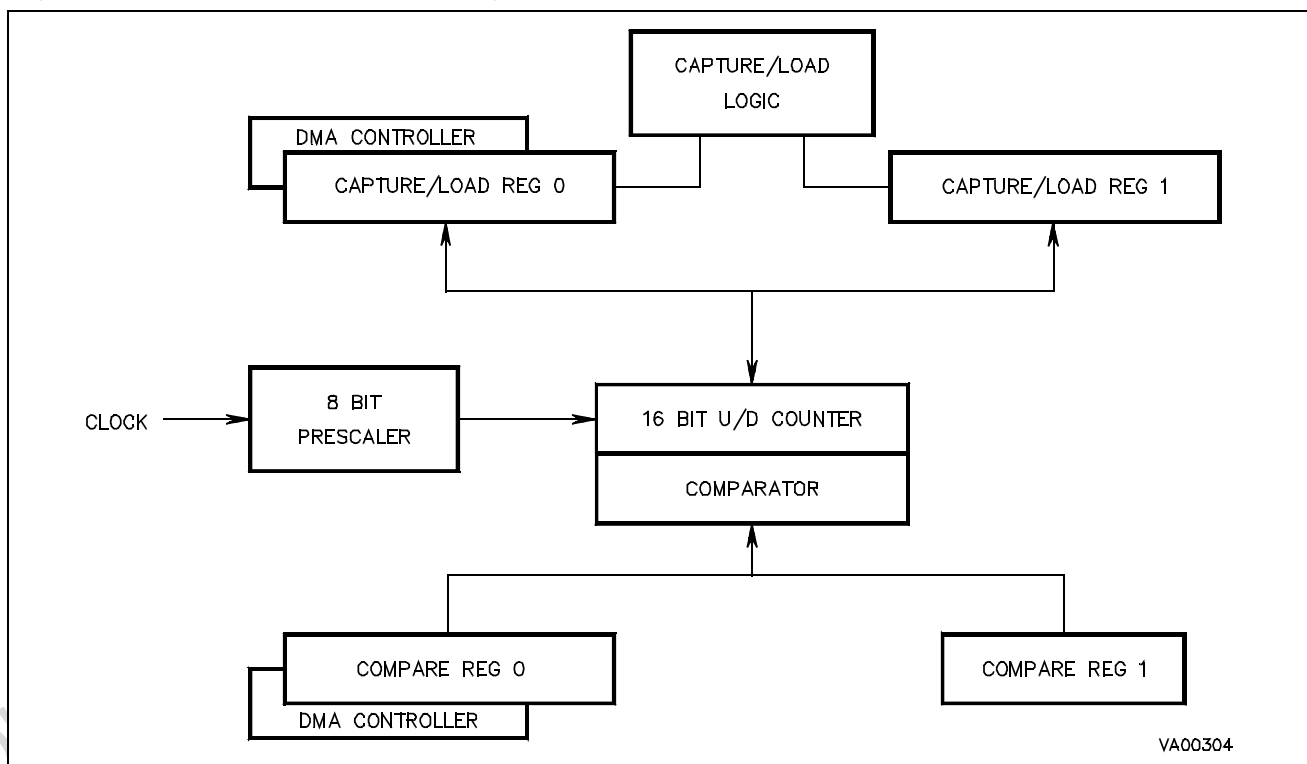 CAPTURE/LOAD
LOGIC
DMA CONTROLLER
CAPTURE/LOAD REG 0
CAPTURE/LOAD REG 1
CLOCK
8 BIT
PRESCALER
16 BIT U/D COUNTER
COMPARATOR
COMPARE REG 0
COMPARE REG 1
DMA CONTROLLER
VA00304